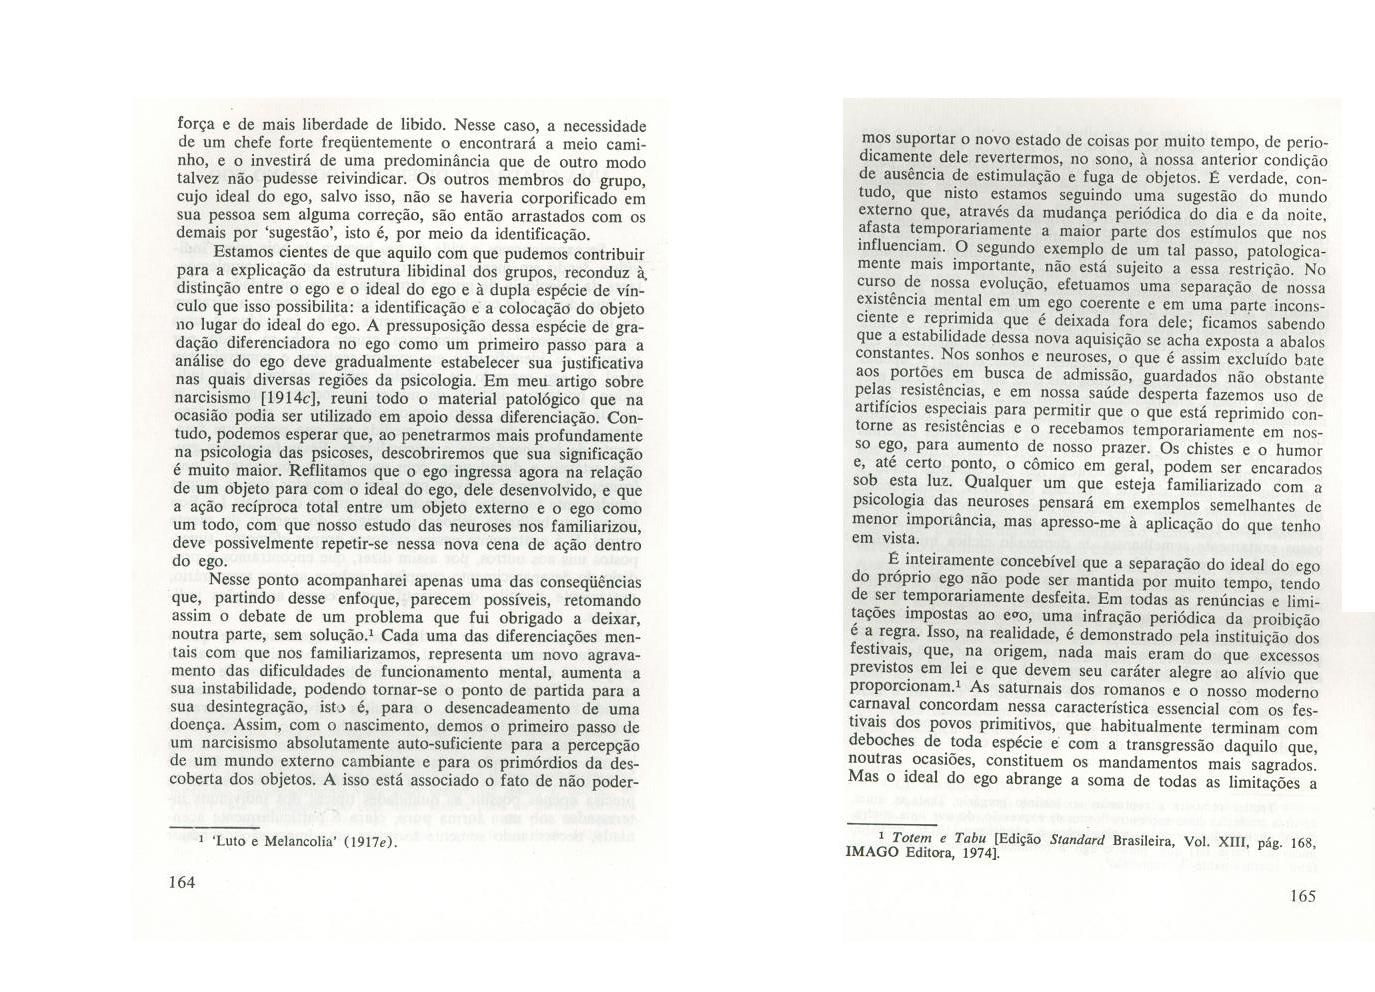 força e de mais liberdade de libido. Nesse caso, a necessidade
de um chefe forte freqüentemente o encontrará a meio cami-
nho, e o investirá de uma predominância que de outro modo
talvez não pudesse reivindicar. Os outros membros do grupo,
cujo ideal do ego, salvo isso, não se haveria corporificado em
sua pessoa sem alguma correção, são então arrastados com os
demais por ‘sugestão’, isto é, por meio da identificação.
Estamos cientes de que aquilo com que pudemos contribuir
para a explicação da estrutura libidinal dos grupos, reconduz à
distinção entre o ego e o ideal do ego e à dupla espécie de vín-
culo que isso possibilita: a identificação e a colocação do objeto
no lugar do ideal do ego. A pressuposição dessa espécie de gra-
dação diferenciadora no ego como um primeiro passo para a
análise do ego deve gradualmente estabelecer sua justificativa
nas quais diversas regiões da psicologia. Em meu artigo sobre
narcisismo [1914c], reuni todo o material patológico que na
ocasião podia ser utilizado em apoio dessa diferenciação. Con-
tudo, podemos esperar que, ao penetrarmos mais profundamente
na psicologia das psicoses, descobriremos que sua significação
é muito maior. Reflitamos que o ego ingressa agora na relação
de um objeto para com o ideal do ego, dele desenvolvido, e que
a ação recíproca total entre um objeto externo e o ego como
um todo, com que nosso estudo das neuroses nos familiarizou,
deve possivelmente repetir-se nessa nova cena de ação dentro
do ego.
Nesse ponto acompanharei apenas uma das conseqüências
que, partindo desse enfoque, parecem possíveis, retomando
assim o debate de um problema que fui obrigado a deixar,
noutra parte, sem solução.¹ Cada uma das diferenciações men-
tais com que nos familiarizamos, representa um novo agrava-
mento das dificuldades de funcionamento mental, aumenta a
sua instabilidade, podendo tornar-se o ponto de partida para a
sua desintegração, isto é, para o desencadeamento de uma
doença. Assim, com o nascimento, demos o primeiro passo de
um narcisismo absolutamente auto-suficiente para a percepção
de um mundo externo cambiante e para os primórdios da des-
coberta dos objetos. A isso está associado o fato de não poder-
¹ ‘Luto e Melancolia’ (1917e).
164
mos suportar o novo estado de coisas por muito tempo, de perio-
dicamente dele revertermos, no sono, à nossa anterior condição
de ausência de estimulação e fuga de objetos. É verdade, con-
tudo, que nisto estamos seguindo uma sugestão do mundo
externo que, através da mudança periódica do dia e da noite,
afasta temporariamente a maior parte dos estímulos que nos
influenciam. O segundo exemplo de um tal passo, patologica-
mente mais importante, não está sujeito a essa restrição. No
curso de nossa evolução, efetuamos uma separação de nossa
existência mental em um ego coerente e em uma parte incons-
ciente e reprimida que é deixada fora dele; ficamos sabendo
que a estabilidade dessa nova aquisição se acha exposta a abalos
constantes. Nos sonhos e neuroses, o que é assim excluído bate
aos portões em busca de admissão, guardados não obstante
pelas resistências, e em nossa saúde desperta fazemos uso de
artifícios especiais para permitir que o que está reprimido con-
torne as resistências e o recebamos temporariamente em nos-
so ego, para aumento de nosso prazer. Os chistes e o humor
e, até certo ponto, o cômico em geral, podem ser encarados
sob esta luz. Qualquer um que esteja familiarizado com a
psicologia das neuroses pensará em exemplos semelhantes de
menor importância, mas apresso-me à aplicação do que tenho
em vista.
É inteiramente concebível que a separação do ideal do ego
do próprio ego não pode ser mantida por muito tempo, tendo
de ser temporariamente desfeita. Em todas as renúncias e limi-
tações impostas ao ego, uma infração periódica da proibição
é a regra. Isso, na realidade, é demonstrado pela instituição dos
festivais, que, na origem, nada mais eram do que excessos
previstos em lei e que devem seu caráter alegre ao alívio que
proporcionam.¹ As saturnais dos romanos e o nosso moderno
carnaval concordam nessa característica essencial com os fes-
tivais dos povos primitivos, que habitualmente terminam com
deboches de toda espécie e com a transgressão daquilo que,
noutras ocasiões, constituem os mandamentos mais sagrados.
Mas o ideal do ego abrange a soma de todas as limitações a
¹ Totem e Tabu [Edição Standard Brasileira, Vol. XIII, pág. 168,
IMAGO Editora, 1974].
165